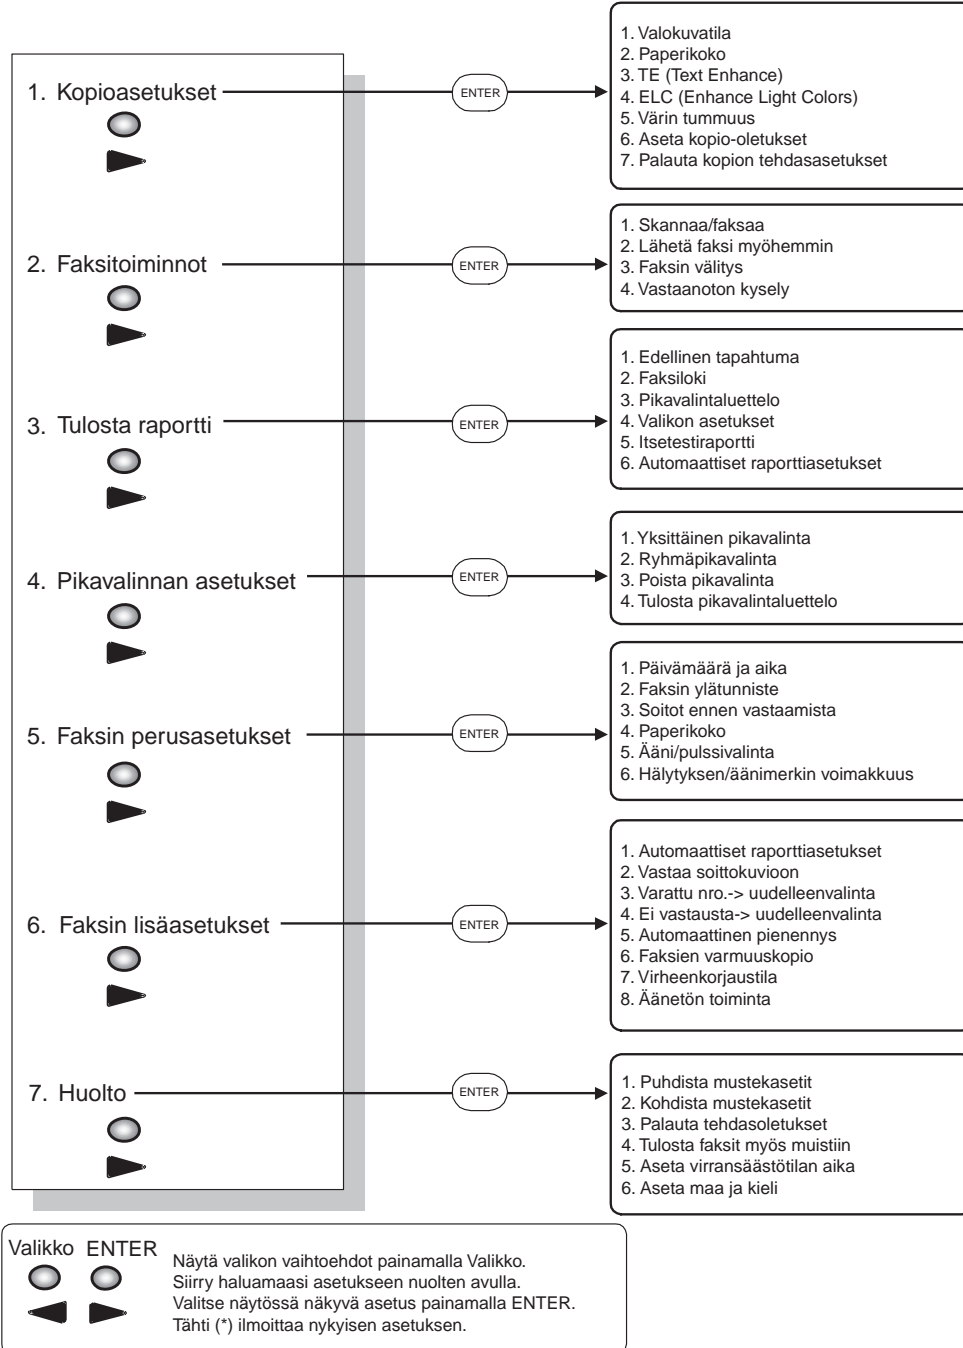 1. Kopioasetukset
ENTER
1. Valokuvatila
2. Paperikoko
3. TE (Text Enhance)
4. ELC (Enhance Light Colors)
5. Värin tummuus
6. Aseta kopio-oletukset
7. Palauta kopion tehdasasetukset
2. Faksitoiminnot
ENTER
1. Skannaa/faksaa
2. Lähetä faksi myöhemmin
3. Faksin välitys
4. Vastaanoton kysely
3. Tulosta raportti
ENTER
1. Edellinen tapahtuma
2. Faksiloki
3. Pikavalintaluettelo
4. Valikon asetukset
5. Itsetestiraportti
6. Automaattiset raporttiasetukset
4. Pikavalinnan asetukset
ENTER
1. Yksittäinen pikavalinta
2. Ryhmäpikavalinta
3. Poista pikavalinta
4. Tulosta pikavalintaluettelo
5. Faksin perusasetukset
ENTER
1. Päivämäärä ja aika
2. Faksin ylätunniste
3. Soitot ennen vastaamista
4. Paperikoko
5. Ääni/pulssivalinta
6. Hälytyksen/äänimerkin voimakkuus
6. Faksin lisäasetukset
ENTER
1. Automaattiset raporttiasetukset
2. Vastaa soittokuvioon
3. Varattu nro.-> uudelleenvalinta
4. Ei vastausta-> uudelleenvalinta
5. Automaattinen pienennys
6. Faksien varmuuskopio
7. Virheenkorjaustila
8. Äänetön toiminta
7. Huolto
ENTER
1. Puhdista mustekasetit
2. Kohdista mustekasetit
3. Palauta tehdasoletukset
4. Tulosta faksit myös muistiin
5. Aseta virransäästötilan aika
6. Aseta maa ja kieli
Valikko ENTER
Näytä valikon vaihtoehdot painamalla Valikko.
Siirry haluamaasi asetukseen nuolten avulla.
Valitse näytössä näkyvä asetus painamalla ENTER.
Tähti (*) ilmoittaa nykyisen asetuksen.